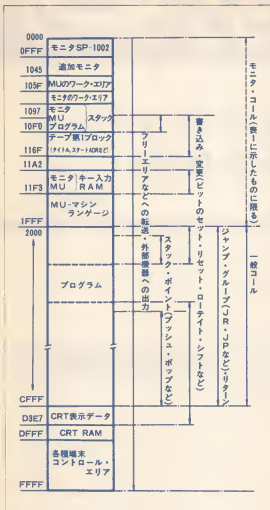 0000
モニタSP-1002
0FFF
1045
追加モニタ
105F
MUのワーク・エリア
モニタのワーク・エリア
1097
モニタ
MU
プログラム
スタック
10F0
テープ第1ブロック
(タイトル,スタートADRなど)
116F
11A2
モニタ
MU
キー入力
RAM
11F3
MU-マシン
ランゲージ
1FFF
2000
プログラム
CFFF
CRT表示データ
D3E7
CRT RAM
DFFF
各種端末
コントロール・
エリア
FFFF
フリーエリアなどへの転送・外部機器への出力
書き込み・変更(ビットのセット・リセット・ローテイト・シフトなど)
スタック・ポイント(プッシュ・ポップなど)
ジャンプ・グループ(JR・JPなど)・リターン
モニタ・コール(表1に示したものに限る)
一般コール